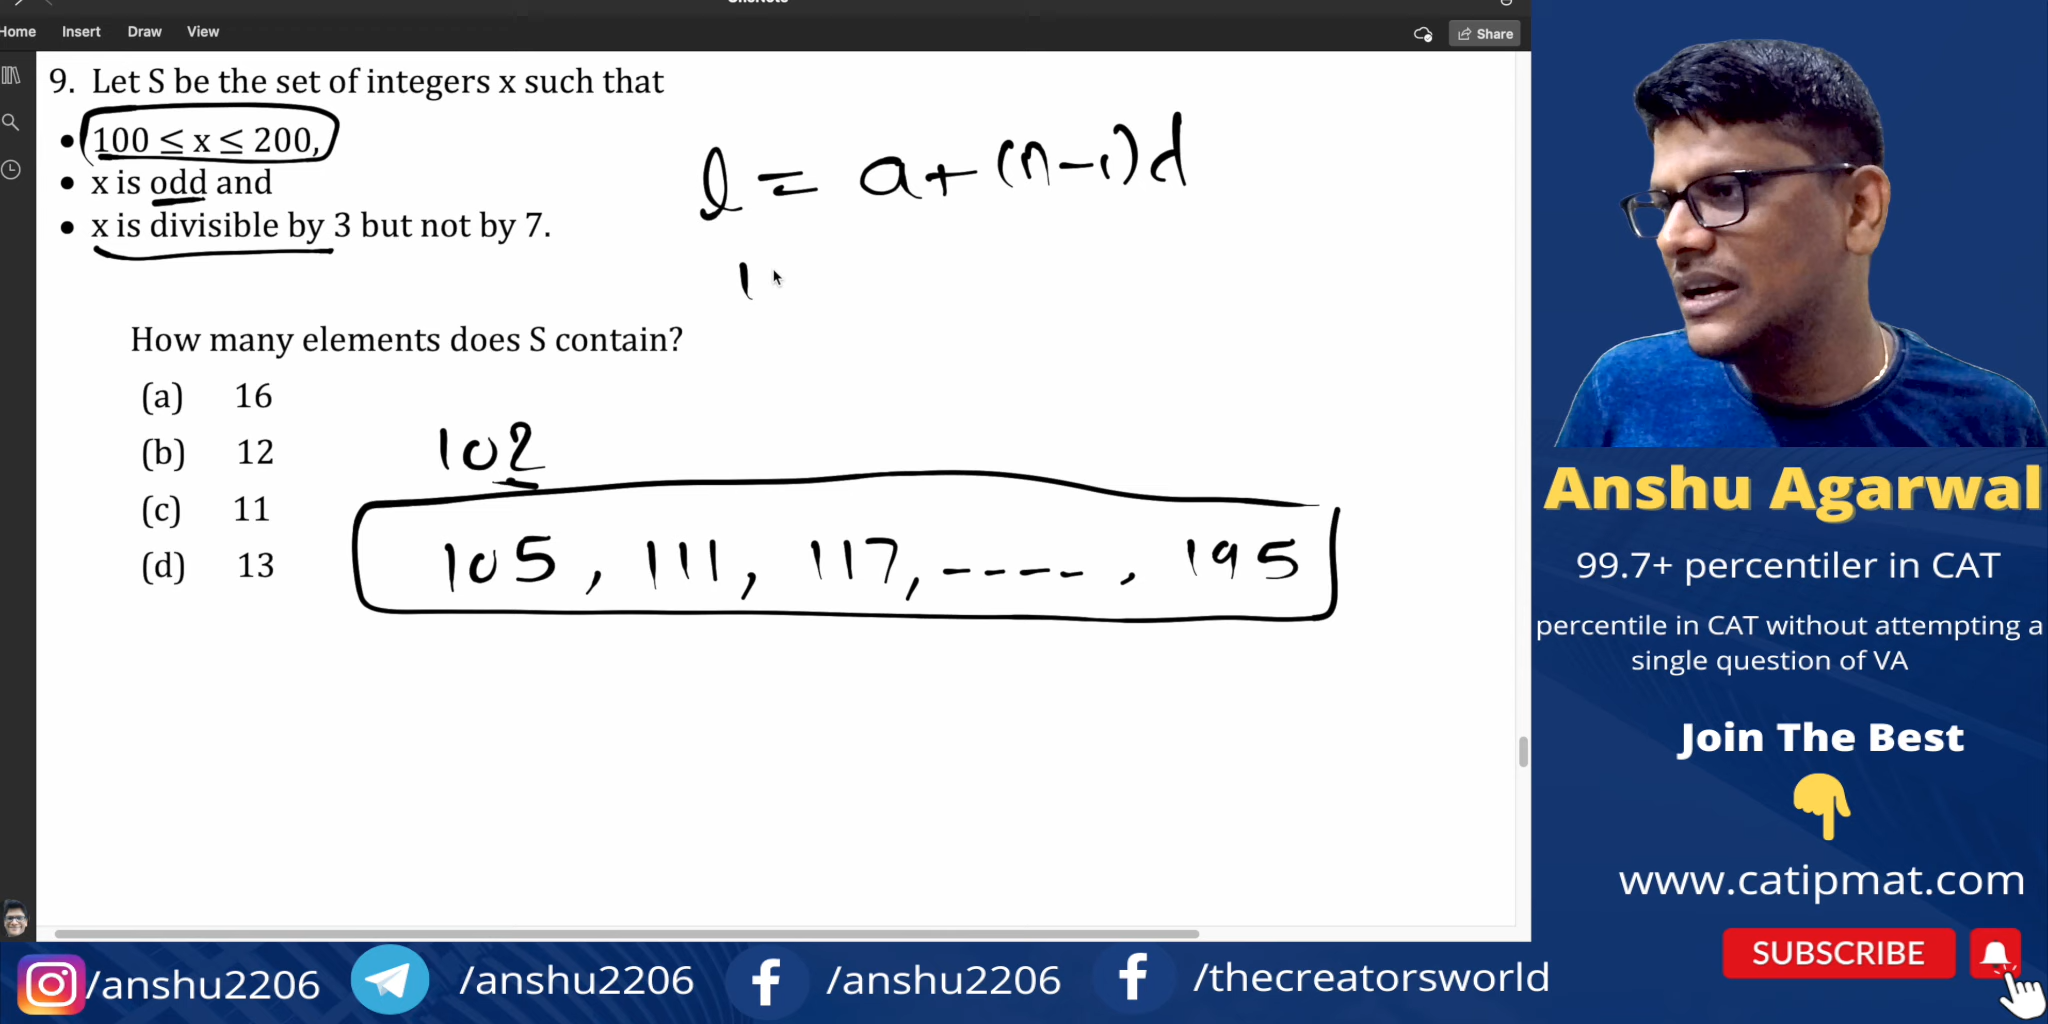 Home Insert Draw View Share
9. Let S be the set of integers x such that
• 100 ≤ x ≤ 200,
• x is odd and
• x is divisible by 3 but not by 7.
l = a + (n-1)d
1
How many elements does S contain?
(a) 16
(b) 12
(c) 11
(d) 13
102
105, 111, 117, ----, 195
Anshu Agarwal
99.7+ percentiler in CAT
percentile in CAT without attempting a
single question of VA
Join The Best
www.catipmat.com
SUBSCRIBE
/anshu2206 /anshu2206 /anshu2206 /thecreatorsworld